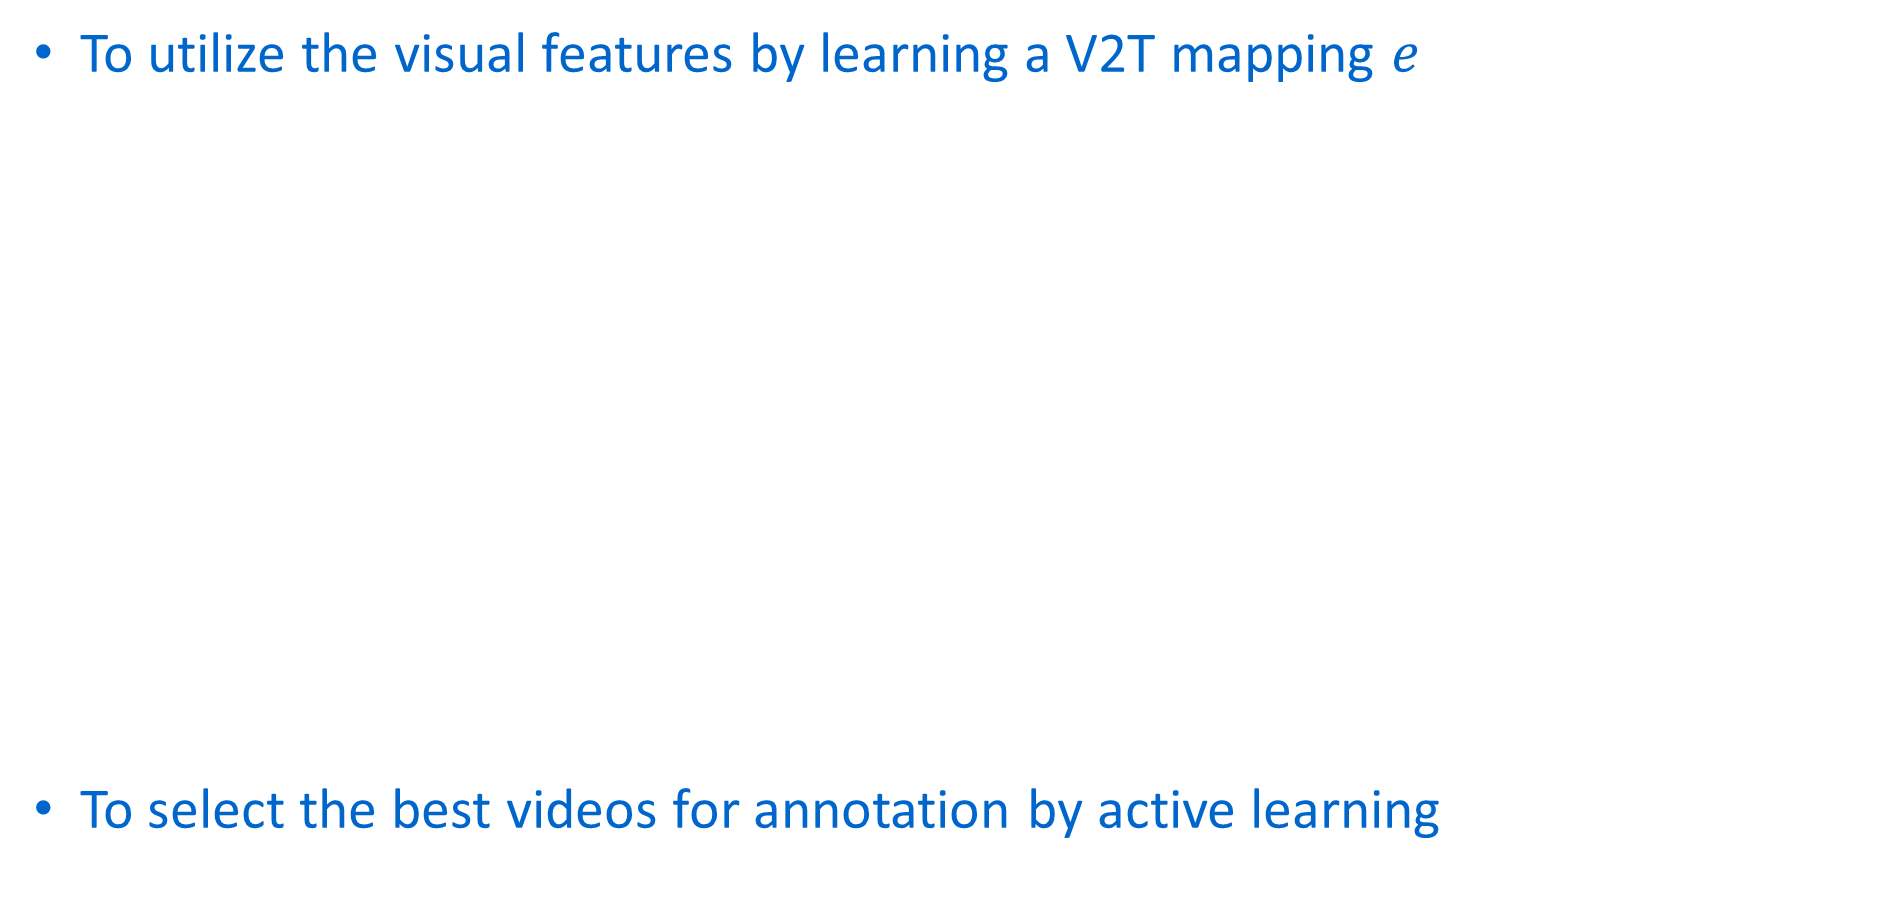 • To utilize the visual features by learning a V2T mapping e
• To select the best videos for annotation by active learning